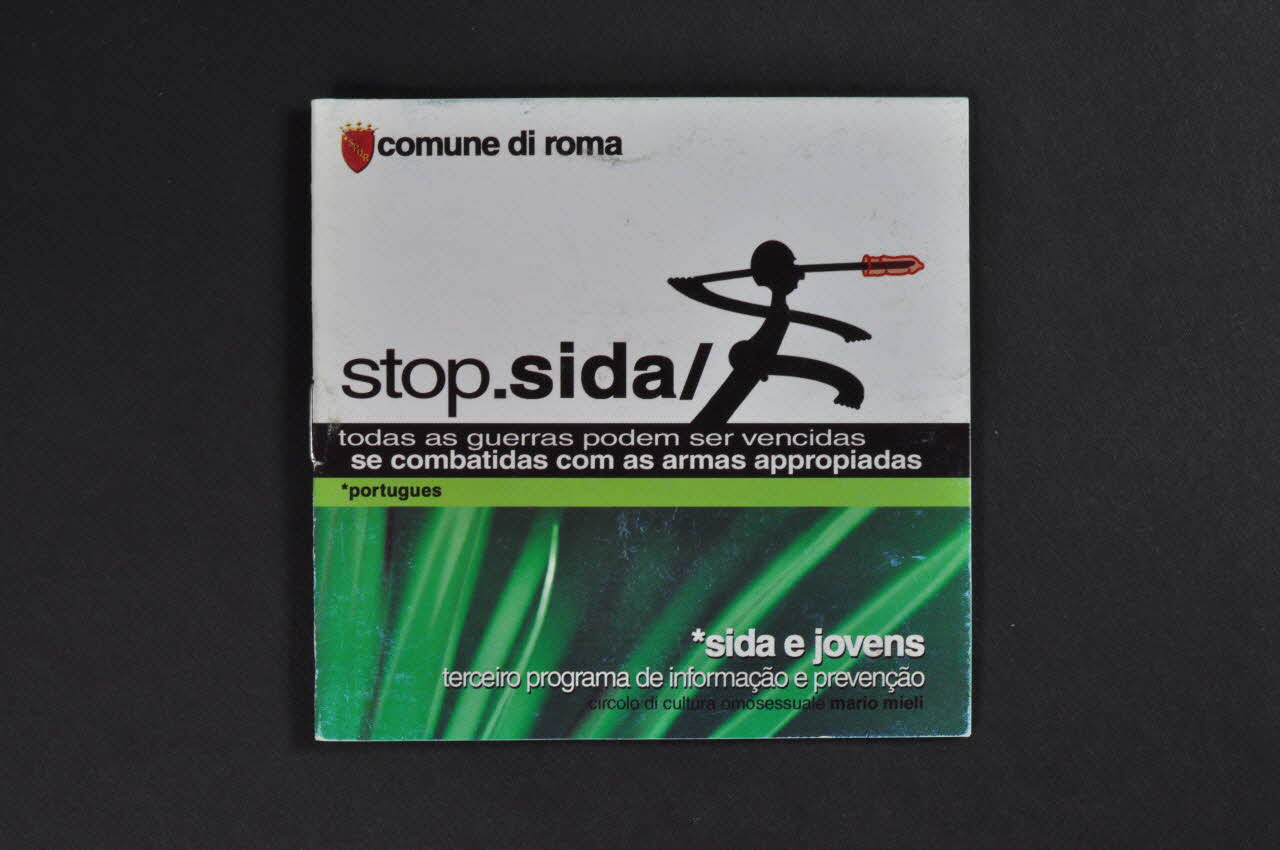 comune di roma
stop.sida/
todas as guerras podem ser vencidas
se combatidas com as armas appropiadas
*portugues
*sida e jovens
terceiro programa de informação e prevenção
circolo di cultura omosessuale mario mieli